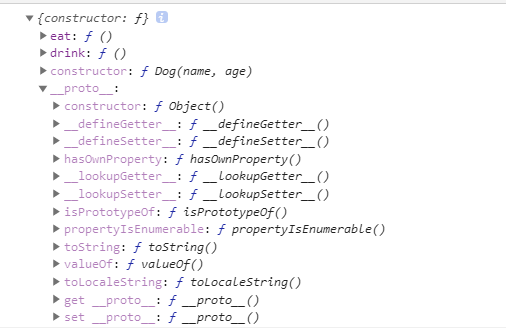 {constructor: ƒ} i
eat: ƒ ()
drink: ƒ ()
constructor: ƒ Dog(name, age)
__proto__:
constructor: ƒ Object()
__defineGetter__: ƒ __defineGetter__()
__defineSetter__: ƒ __defineSetter__()
hasOwnProperty: ƒ hasOwnProperty()
__lookupGetter__: ƒ __lookupGetter__()
__lookupSetter__: ƒ __lookupSetter__()
isPrototypeOf: ƒ isPrototypeOf()
propertyIsEnumerable: ƒ propertyIsEnumerable()
toString: ƒ toString()
valueOf: ƒ valueOf()
toLocaleString: ƒ toLocaleString()
get __proto__: ƒ __proto__()
set __proto__: ƒ __proto__()